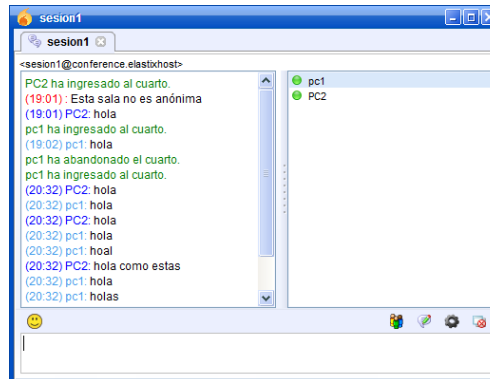 sesion1
sesion1
<sesion1@conference.elastixhost>
PC2 ha ingresado al cuarto.
(19:01) : Esta sala no es anónima
(19:01) PC2: hola
pc1 ha ingresado al cuarto.
(19:02) pc1: hola
pc1 ha abandonado el cuarto.
pc1 ha ingresado al cuarto.
(20:32) PC2: hola
(20:32) pc1: hola
(20:32) PC2: hola
(20:32) pc1: hola
(20:32) pc1: hoal
(20:32) PC2: hola como estas
(20:32) pc1: hola
(20:32) pc1: holas
pc1
PC2